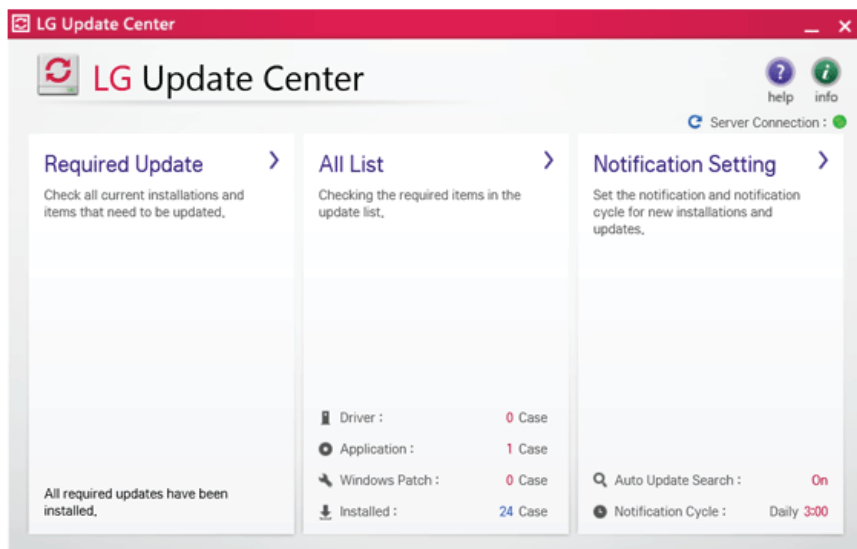 LG Update Center
LG Update Center
help
info
Server Connection :
Required Update
Check all current installations and
items that need to be updated,
All required updates have been
installed,
All List
Checking the required items in the
update list,
Driver : 0 Case
Application : 1 Case
Windows Patch : 0 Case
Installed : 24 Case
Notification Setting
Set the notification and notification
cycle for new installations and
updates,
Auto Update Search : On
Notification Cycle : Daily 3:00